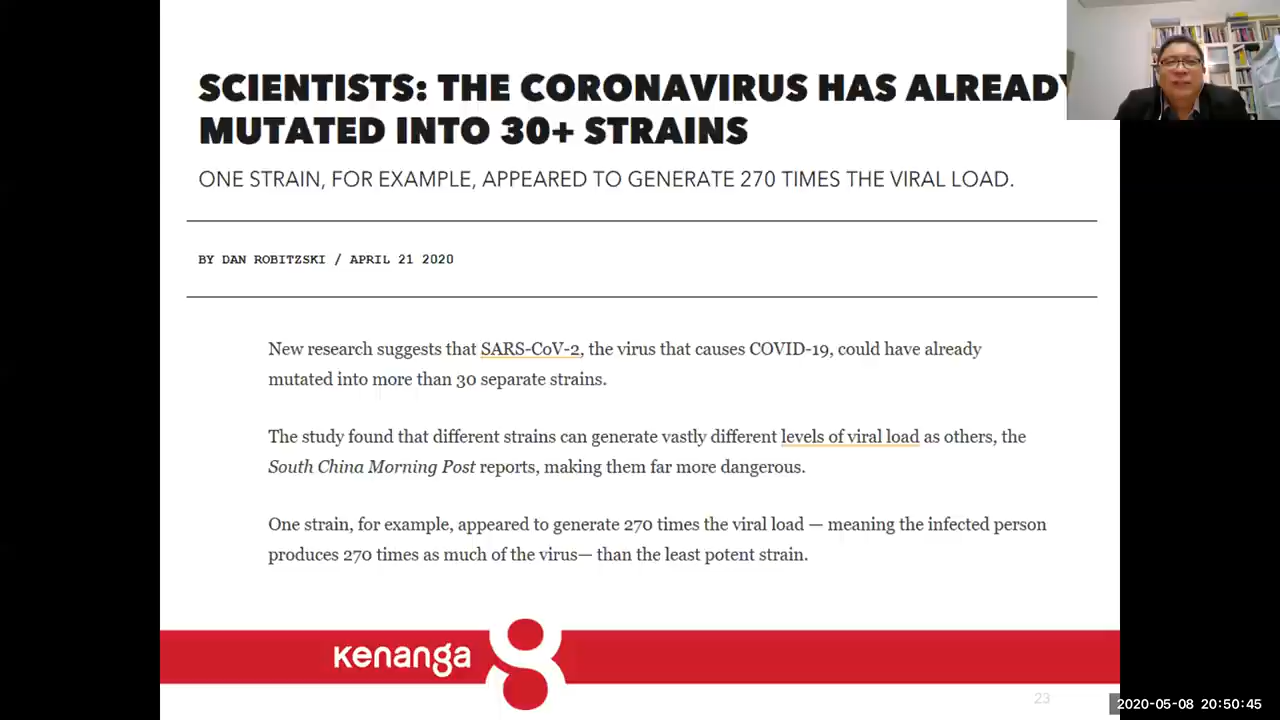 SCIENTISTS: THE CORONAVIRUS HAS ALREADY
MUTATED INTO 30+ STRAINS
ONE STRAIN, FOR EXAMPLE, APPEARED TO GENERATE 270 TIMES THE VIRAL LOAD.
BY DAN ROBITZSKI / APRIL 21 2020
New research suggests that SARS-CoV-2, the virus that causes COVID-19, could have already
mutated into more than 30 separate strains.
The study found that different strains can generate vastly different levels of viral load as others, the
South China Morning Post reports, making them far more dangerous.
One strain, for example, appeared to generate 270 times the viral load — meaning the infected person
produces 270 times as much of the virus— than the least potent strain.
kenanga
23
2020-05-08 20:50:45